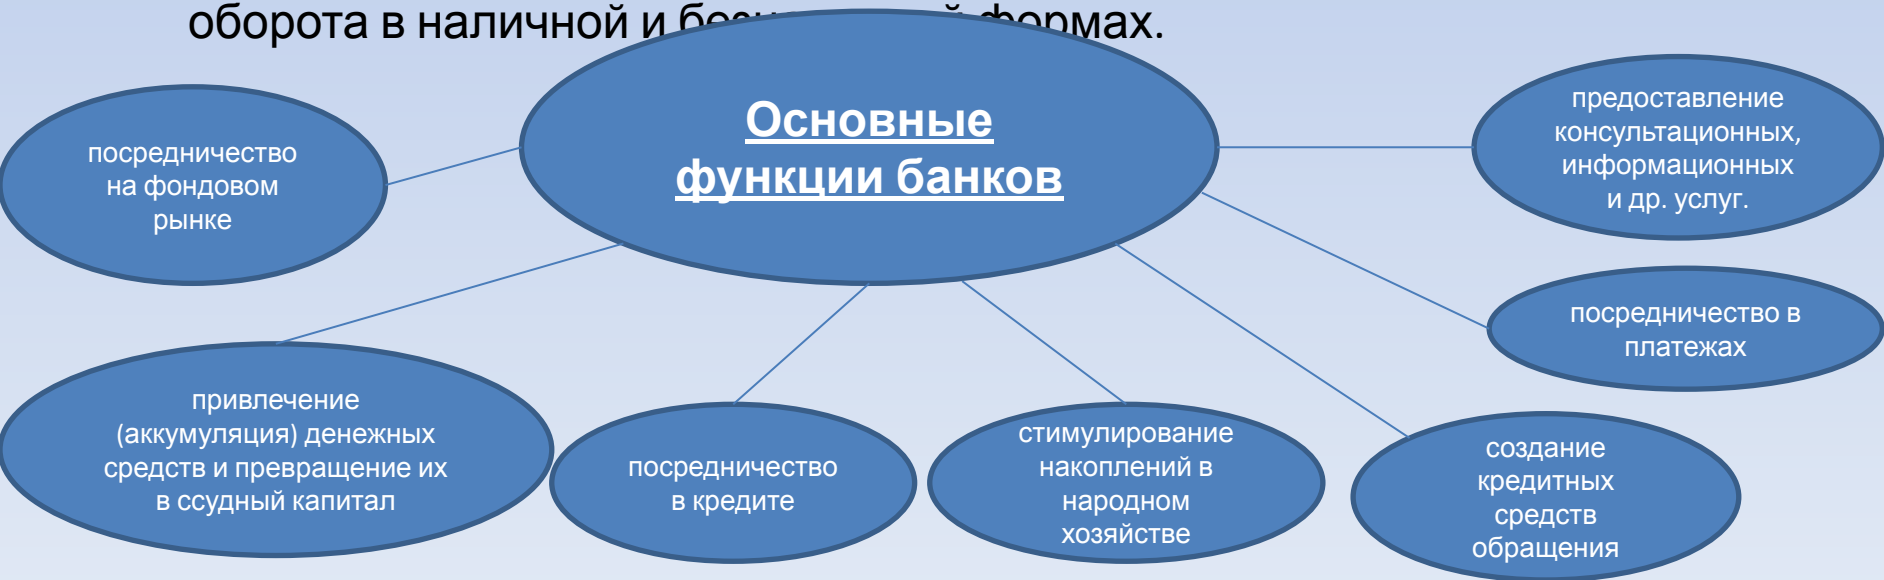 оборота в наличной и формах.
Основные
функции банков
посредничество
на фондовом
рынке
предоставление
консультационных,
информационных
и др. услуг.
посредничество в
платежах
привлечение
(аккумуляция) денежных
средств и превращение их
в ссудный капитал
посредничество
в кредите
стимулирование
накоплений в
народном
хозяйстве
создание
кредитных
средств
обращения